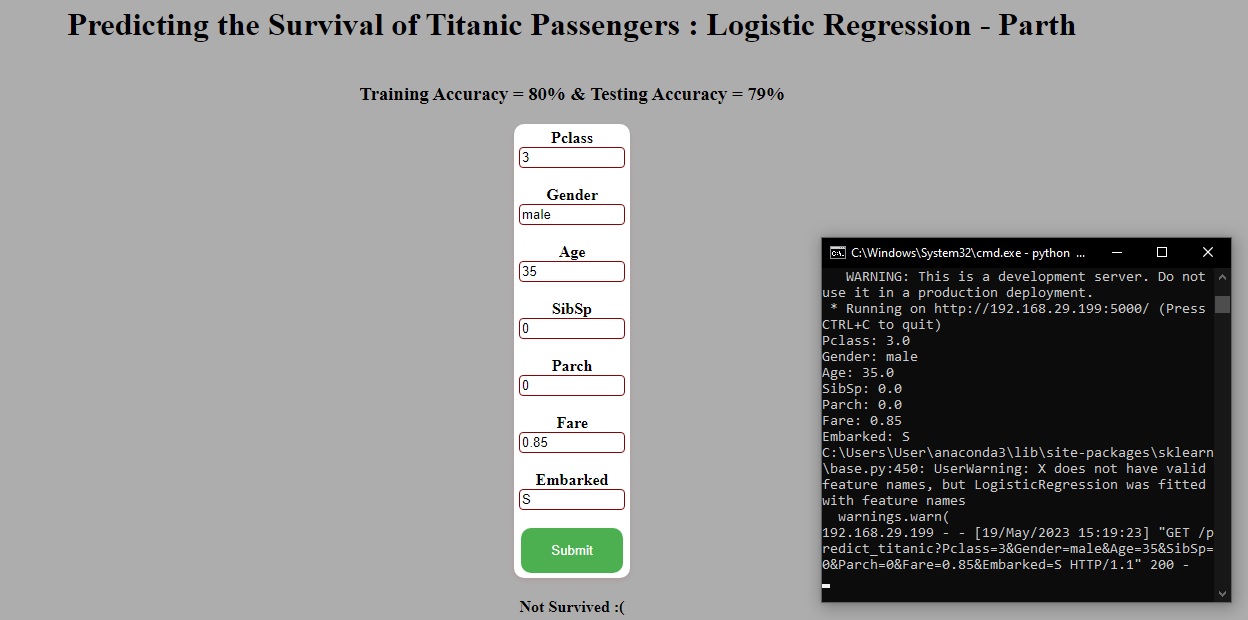 Predicting the Survival of Titanic Passengers : Logistic Regression - Parth
Training Accuracy = 80% & Testing Accuracy = 79%
Pclass
3
Gender
male
Age
35
SibSp
0
Parch
0
Fare
0.85
Embarked
S
Submit
Not Survived :(
C:\Windows\System32\cmd.exe - python ...
WARNING: This is a development server. Do not
use it in a production deployment.
* Running on http://192.168.29.199:5000/ (Press
CTRL+C to quit)
Pclass: 3.0
Gender: male
Age: 35.0
SibSp: 0.0
Parch: 0.0
Fare: 0.85
Embarked: S
C:\Users\User\anaconda3\lib\site-packages\sklearn
\base.py:450: UserWarning: X does not have valid
feature names, but LogisticRegression was fitted
with feature names
warnings.warn(
192.168.29.199 - - [19/May/2023 15:19:23] "GET /p
redict_titanic?Pclass=3&Gender=male&Age=35&SibSp=
0&Parch=0&Fare=0.85&Embarked=S HTTP/1.1" 200 -